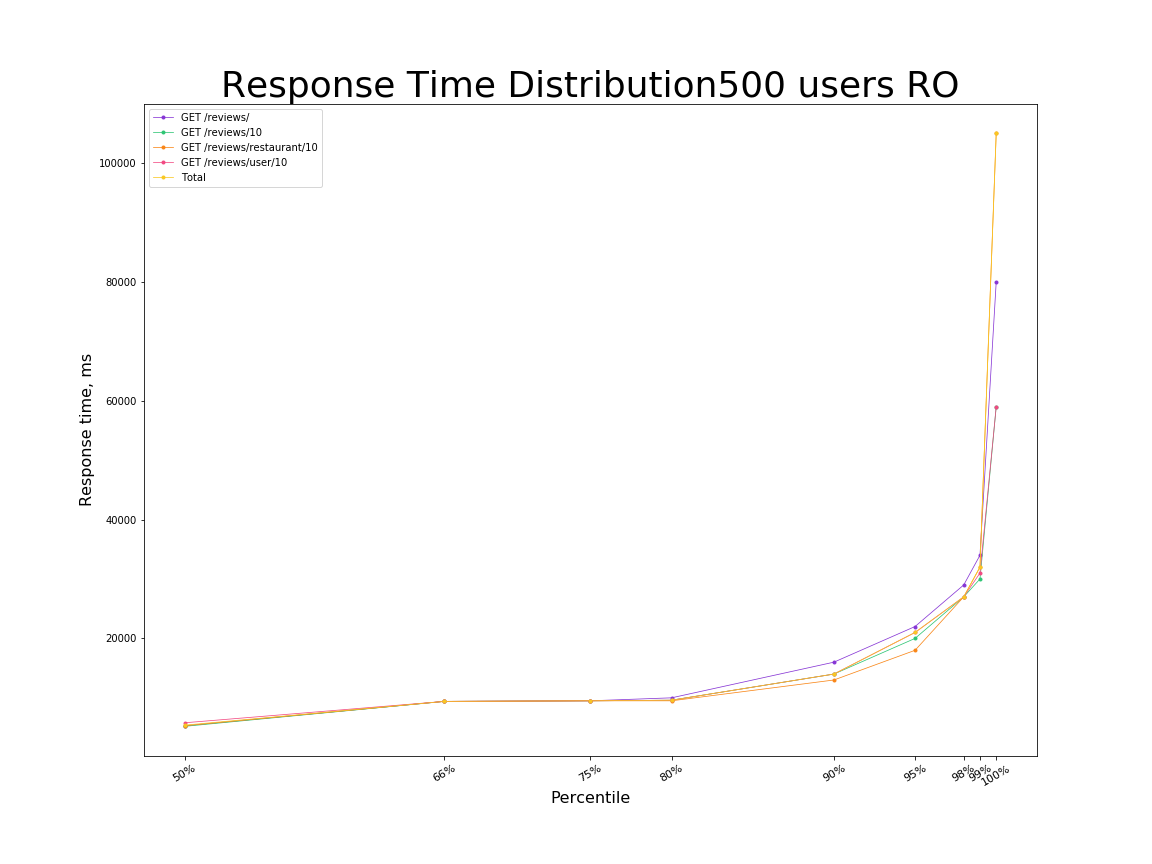 Response Time Distribution500 users RO
GET /reviews/
GET /reviews/10
GET /reviews/restaurant/10
GET /reviews/user/10
Total
100000
80000
60000
40000
20000
Response time, ms
50%
66%
75%
80%
90%
95%
98%
99%
100%
Percentile